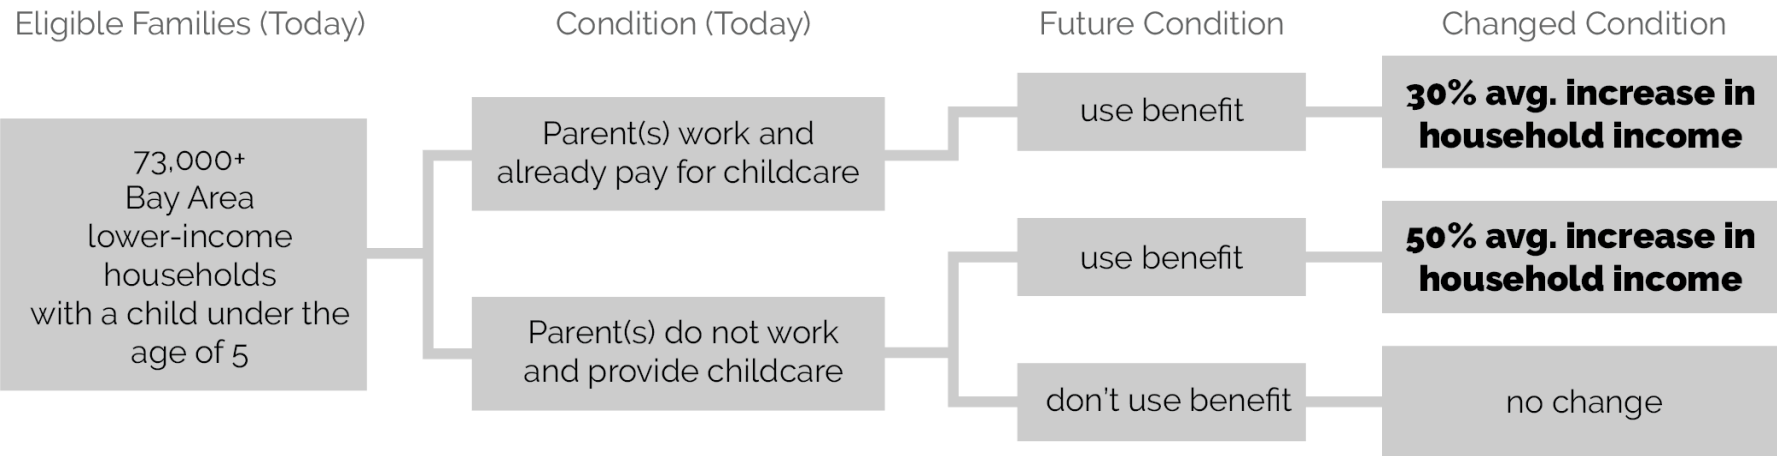 Eligible Families (Today)
Condition (Today)
Future Condition
Changed Condition
73,000+
Bay Area
lower-income
households
with a child under the
age of 5
Parent(s) work and
already pay for childcare
use benefit
30% avg. increase in
household income
Parent(s) do not work
and provide childcare
use benefit
50% avg. increase in
household income
don't use benefit
no change